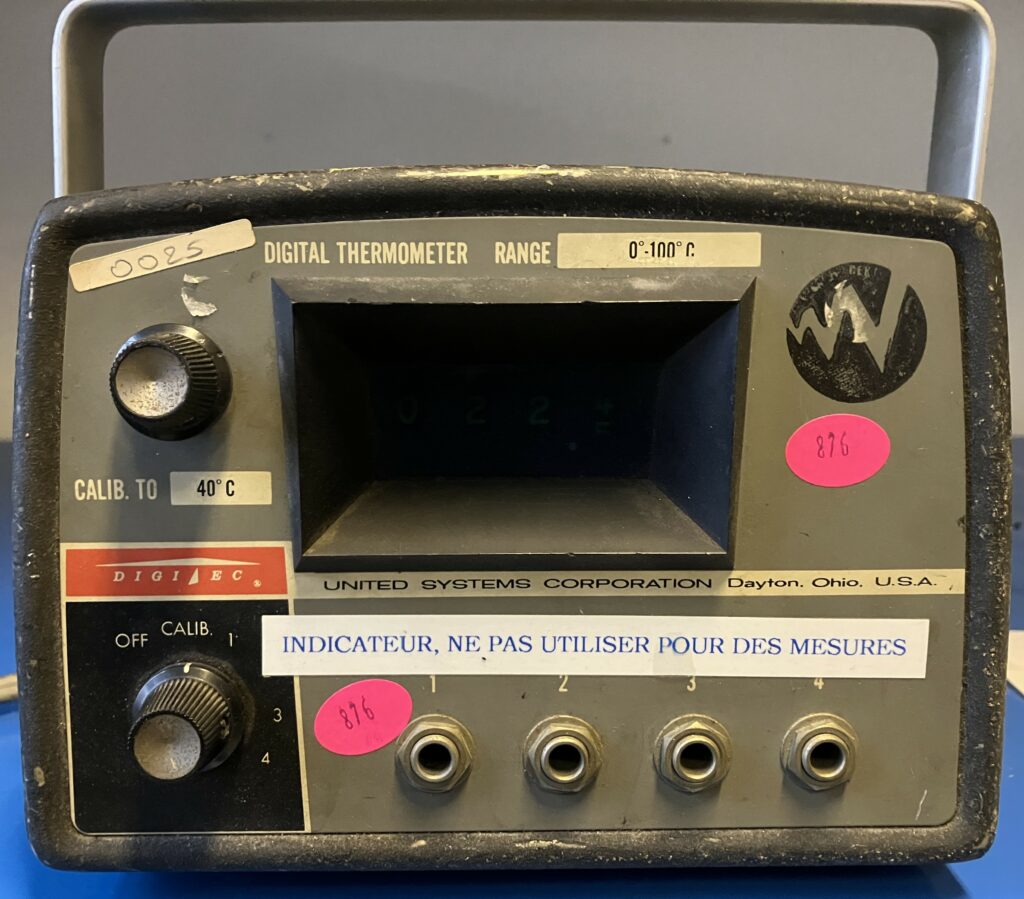 0025
DIGITAL THERMOMETER RANGE 0°-100° C
CALIB. TO 40° C
876
DIGITEC ®
UNITED SYSTEMS CORPORATION Dayton, Ohio, U.S.A.
OFF CALIB. 1
3
4
INDICATEUR, NE PAS UTILISER POUR DES MESURES
1 2 3 4
876